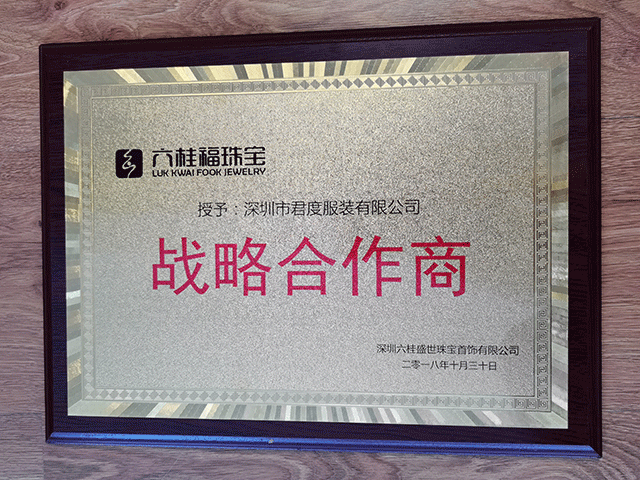 六桂福珠宝
LUK KWAI FOOK JEWELRY
授予：深圳市君度服装有限公司
战略合作商
深圳六桂盛世珠宝首饰有限公司
二零一八年十月三十日